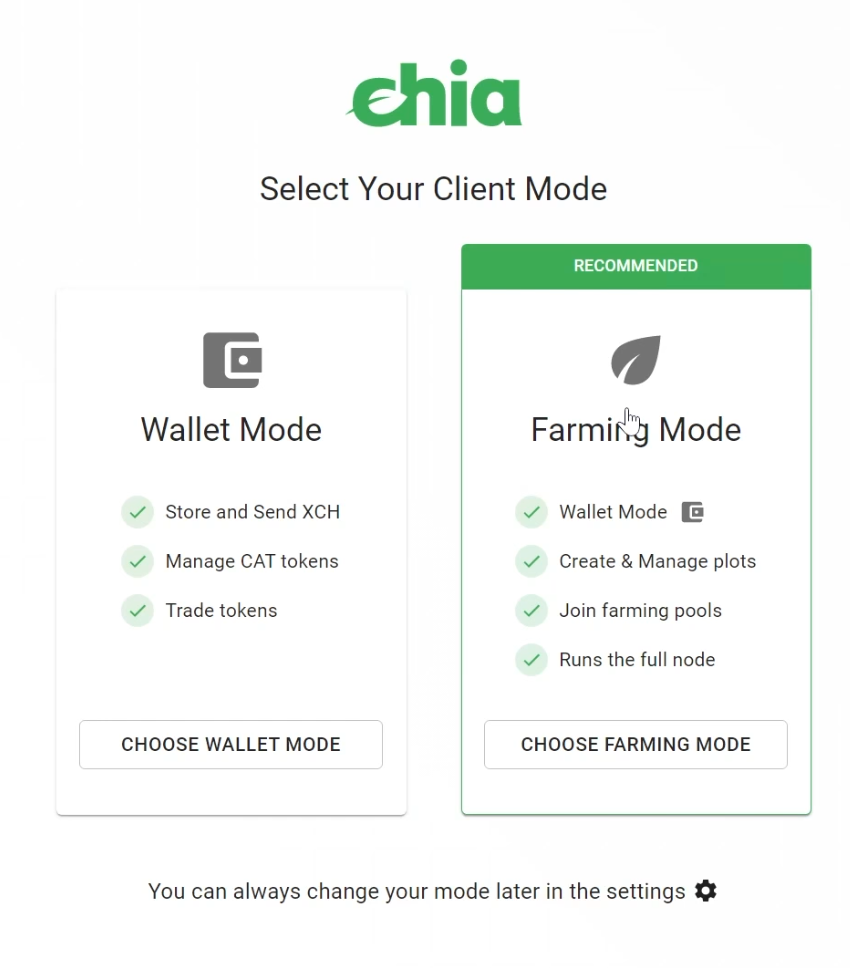 chia
Select Your Client Mode
Wallet Mode
Store and Send XCH
Manage CAT tokens
Trade tokens
CHOOSE WALLET MODE
RECOMMENDED
Farming Mode
Wallet Mode
Create & Manage plots
Join farming pools
Runs the full node
CHOOSE FARMING MODE
You can always change your mode later in the settings